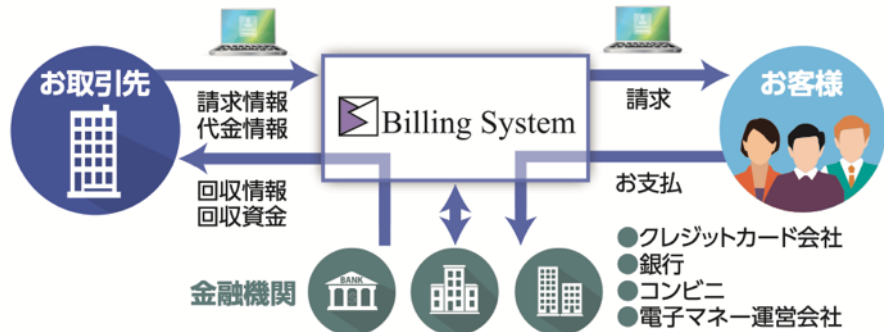 お取引先
請求情報
代金情報
回収情報
回収資金
Billing System
請求
お支払
お客様
金融機関
BANK
●クレジットカード会社
●銀行
●コンビニ
●電子マネー運営会社